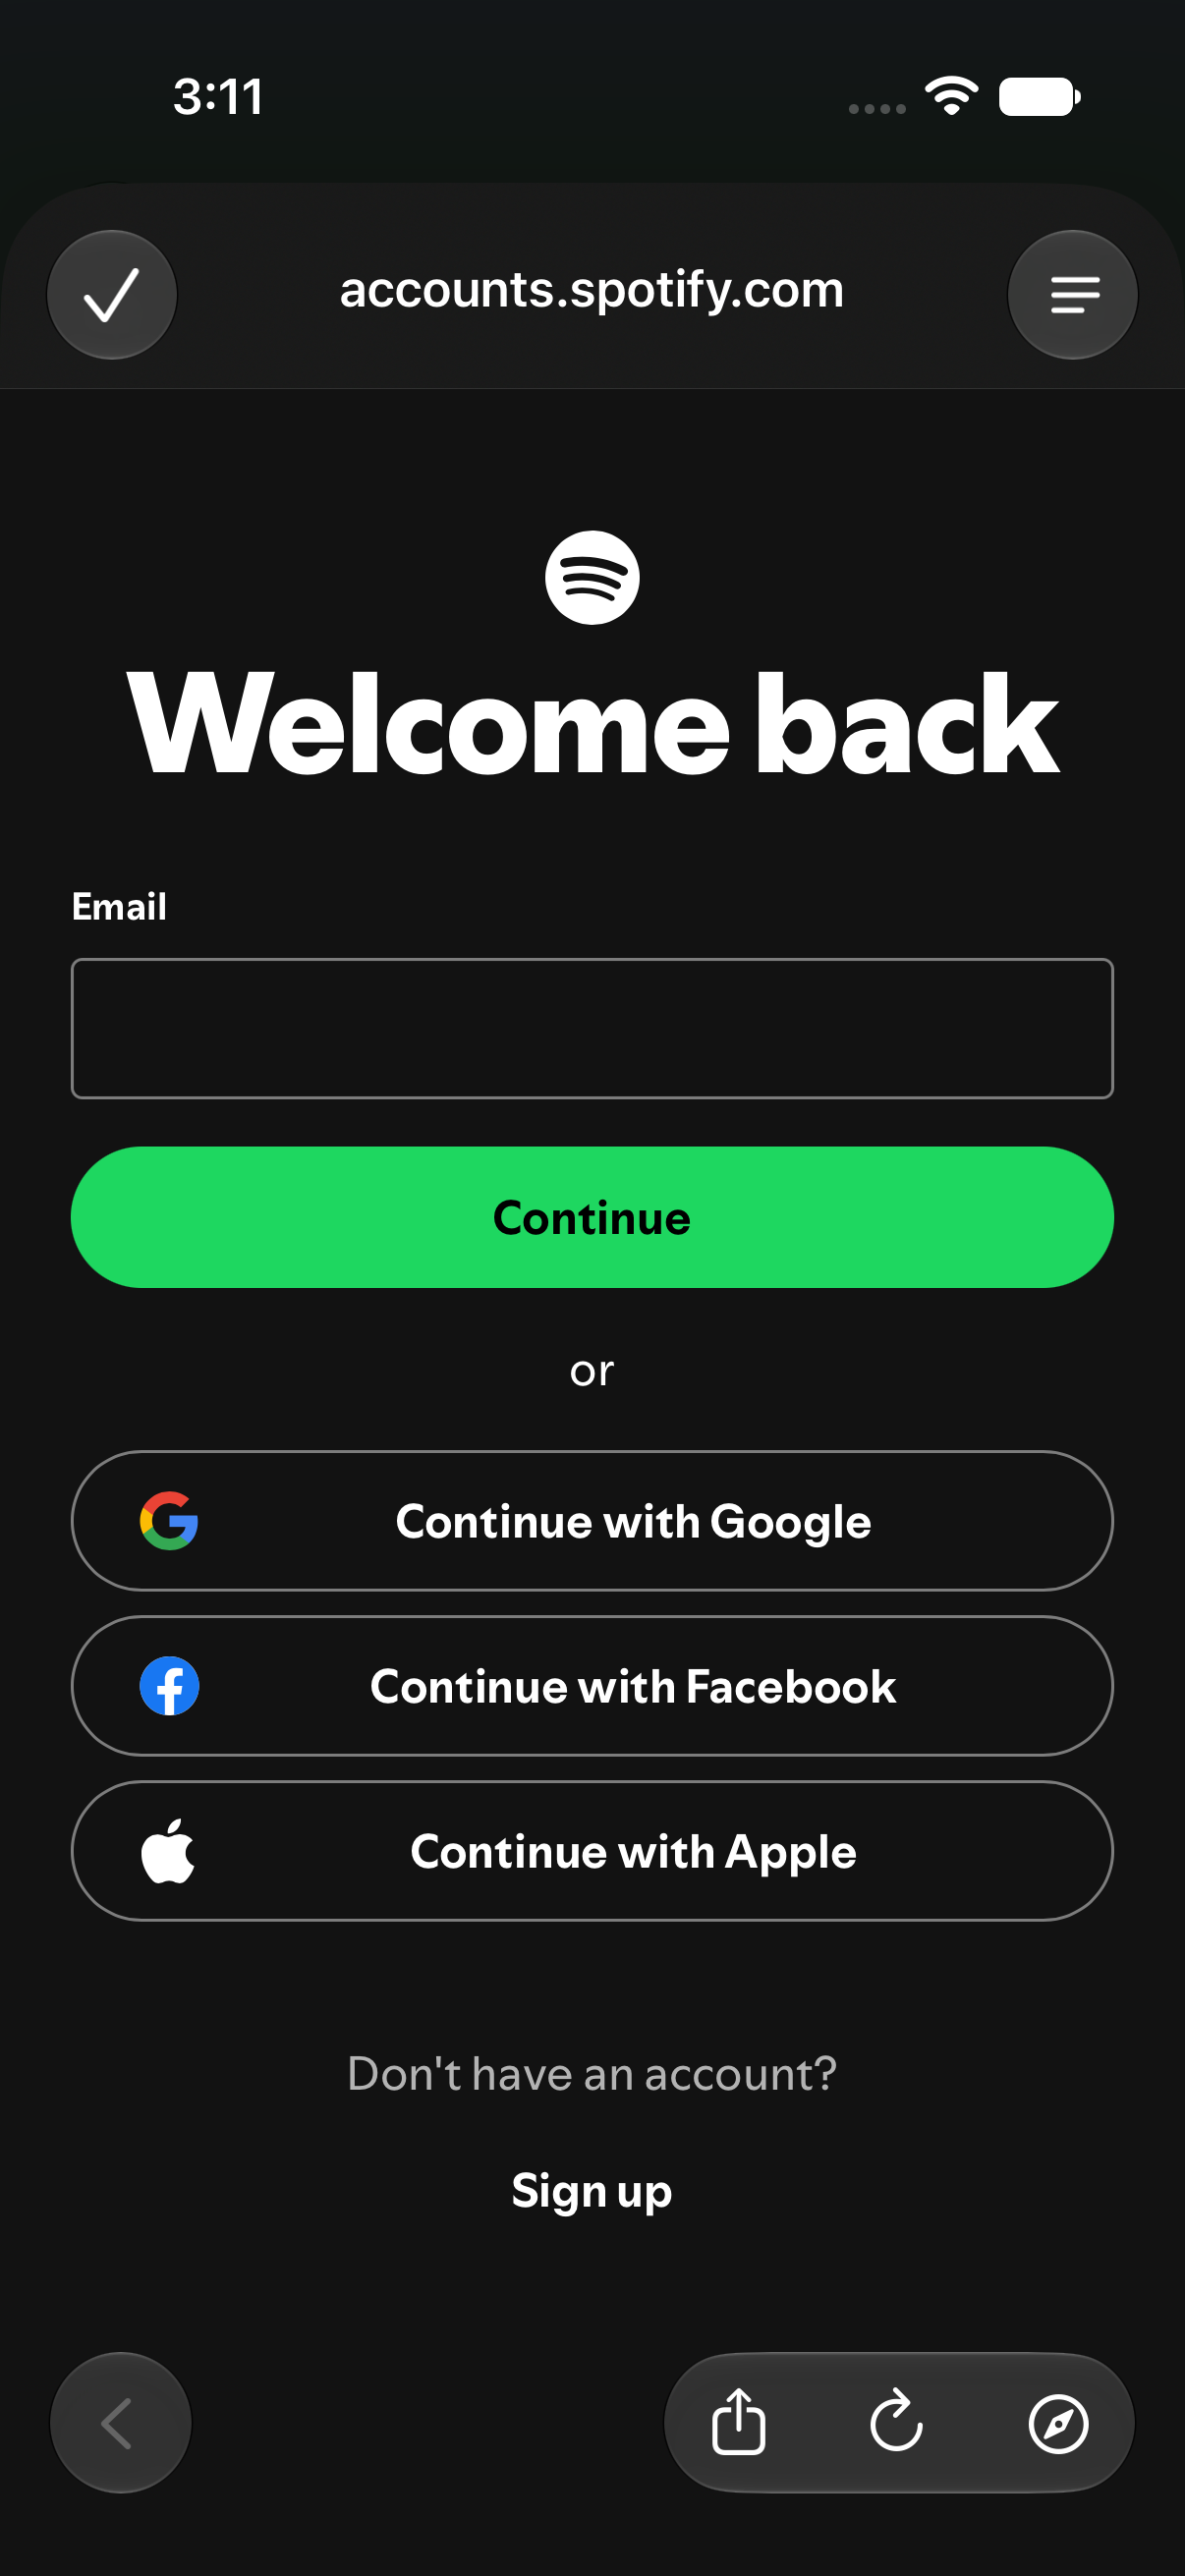 3:11
accounts.spotify.com
Welcome back
Email
Continue
or
Continue with Google
Continue with Facebook
Continue with Apple
Don't have an account?
Sign up